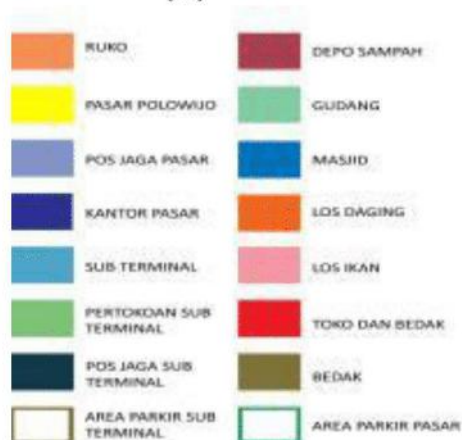 RUKO
PASAR POLOWIJO
POS JAGA PASAR
KANTOR PASAR
SUB TERMINAL
PERTOKOAN SUB
TERMINAL
POS JAGA SUB
TERMINAL
AREA PARKIR SUB
TERMINAL
DEPO SAMPAH
GUDANG
MASJID
LOS DAGING
LOS IKAN
TOKO DAN BEDAK
BEDAK
AREA PARKIR PASAR